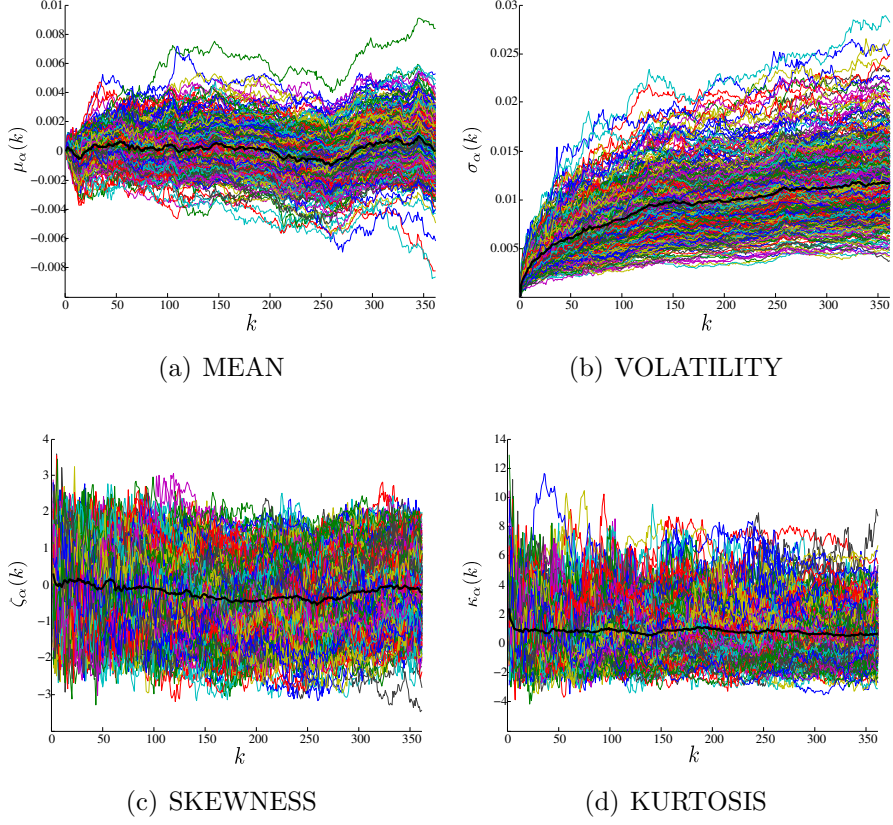 0.01
0.008
0.006
0.004
0.002
0
−0.002
−0.004
−0.006
−0.008
μα(k)
0 50 100 150 200 250 300 350
k
(a) MEAN
0.03
0.025
0.02
0.015
0.01
0.005
σα(k)
0 50 100 150 200 250 300 350
k
(b) VOLATILITY
4
3
2
1
0
−1
−2
−3
ζα(k)
0 50 100 150 200 250 300 350
k
(c) SKEWNESS
14
12
10
8
6
4
2
0
−2
−4
κα(k)
0 50 100 150 200 250 300 350
k
(d) KURTOSIS